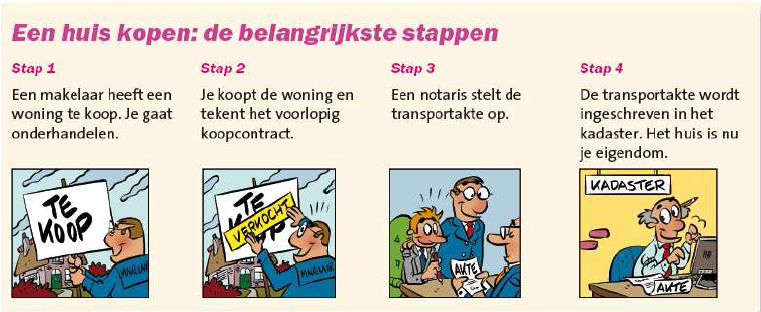 Een huis kopen: de belangrijkste stappen
Stap 1
Een makelaar heeft een
woning te koop. Je gaat
onderhandelen.
Stap 2
Je koopt de woning en
tekent het voorlopig
koopcontract.
Stap 3
Een notaris stelt de
transportakte op.
Stap 4
De transportakte wordt
ingeschreven in het
kadaster. Het huis is nu
je eigendom.
TE
KOOP
MAKELAAR
TE
VERKOCHT
MAKELAAR
AKTE
KADASTER
AKTE